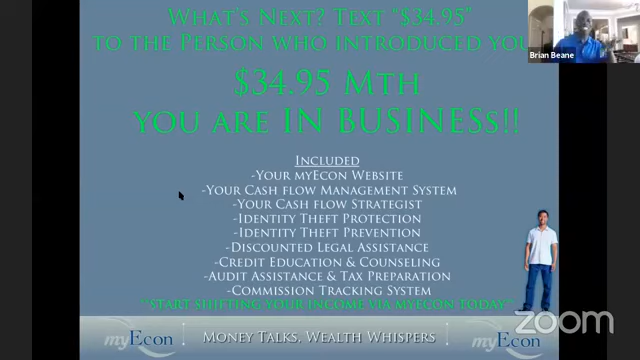 What's Next? Text "$34.95"
to the Person who introduced you
$34.95 Mth
you are IN BUSINESs!!
Included
-Your myEcon Website
-Your Cash flow Management System
-Your Cash flow Strategist
-Identity Theft Protection
-Identity Theft Prevention
-Discounted Legal Assistance
-Credit Education & Counseling
-Audit Assistance & Tax Preparation
-Commission Tracking System
**Start shifting your income via myEcon today**
myEcon
Money Talks, Wealth Whispers
myEcon
zoom
Brian Beane